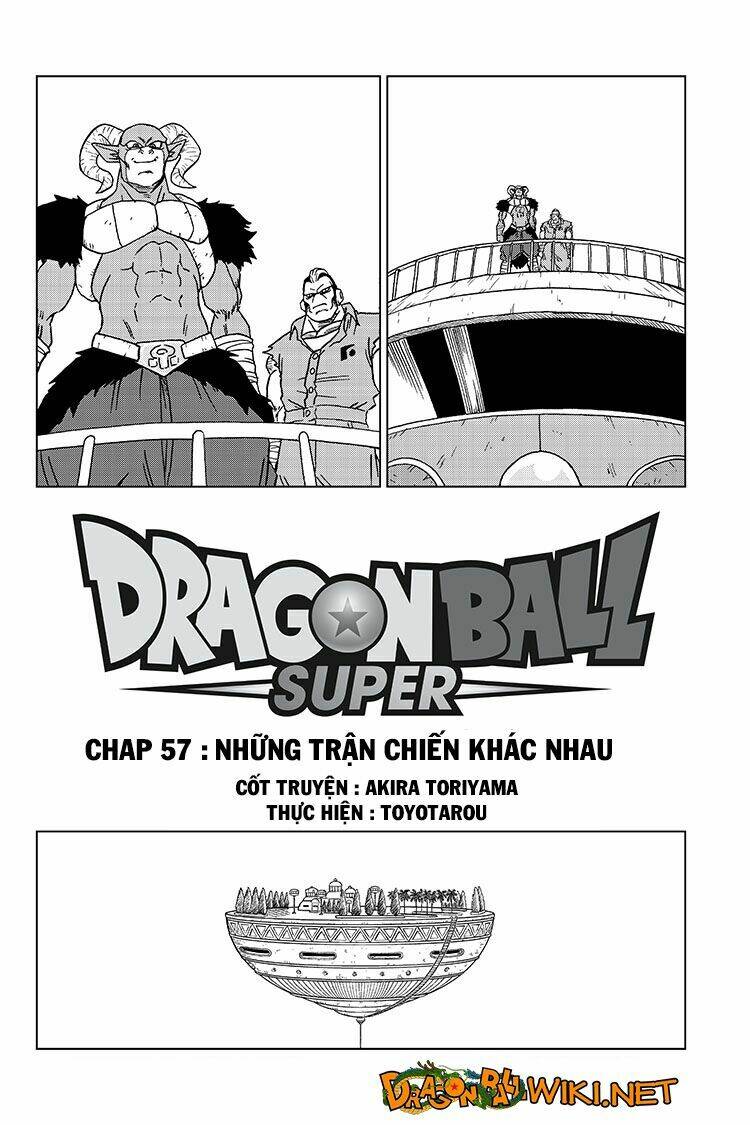 DRAGON BALL
SUPER
CHAP 57 : NHỮNG TRẬN CHIẾN KHÁC NHAU
CỐT TRUYỆN : AKIRA TORIYAMA
THỰC HIỆN : TOYOTAROU
DRAGONBALLWIKI.NET